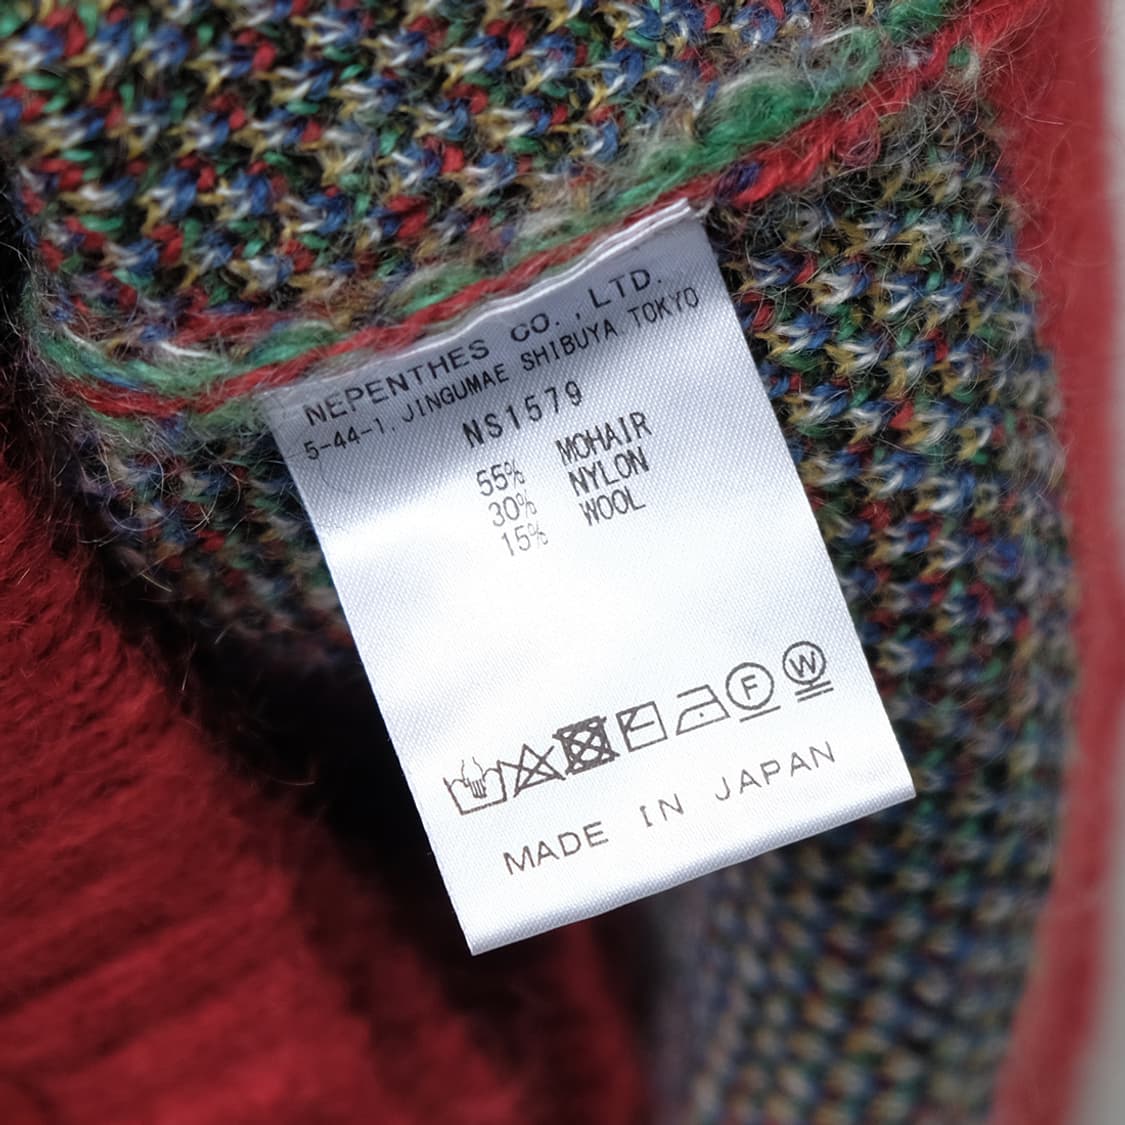 NEPENTHES CO.,LTD.
5-44-1, JINGUMAE SHIBUYA TOKYO
NS1579
55% MOHAIR
30% NYLON
15% WOOL
F W
MADE IN JAPAN